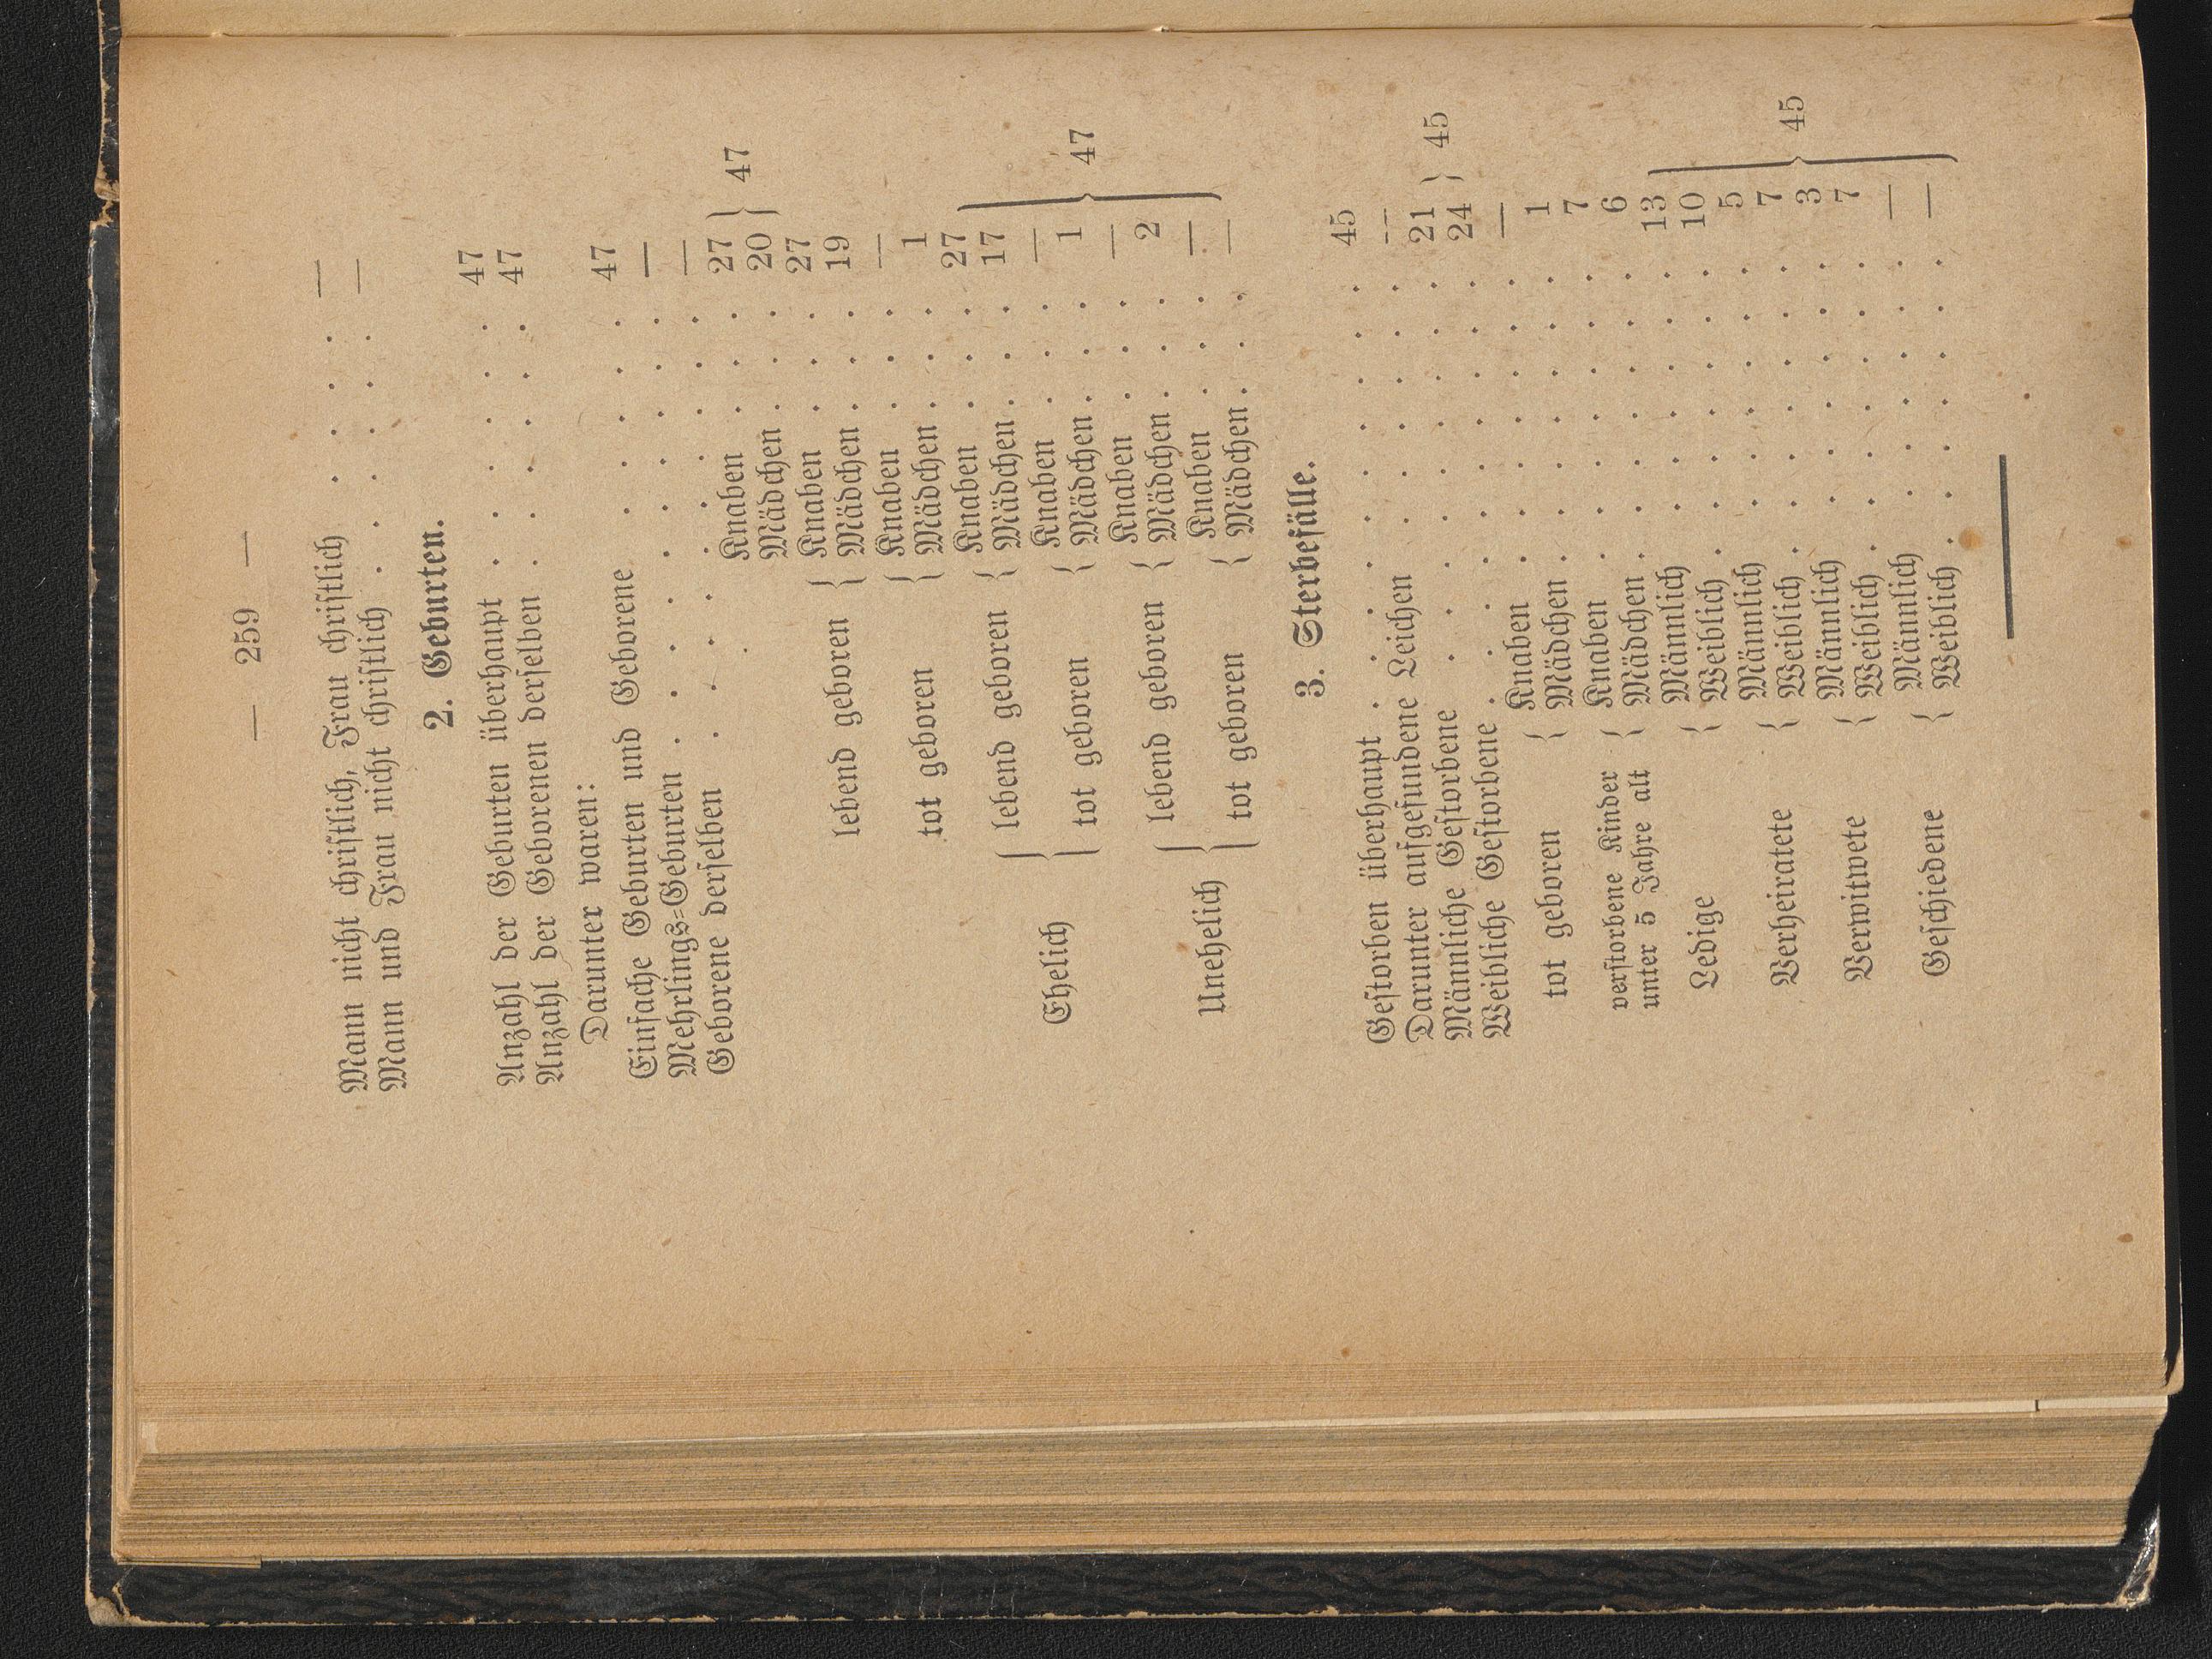 — 259 —
Mann nicht chriſtlich, Frau chriſtlich . . . . —
Mann und Frau nicht chriſtlich . . . . . . —
2. Geburten.
Anzahl der Geburten überhaupt . . . . . . 47
Anzahl der Geborenen derſelben . . . . . . 47
Darunter waren:
Einfache Geburten und Geborene . . . . . 47
Mehrlings-Geburten . . . . . . . . . —
Geborene derſelben . . . . . . . . . —
Knaben . . . . 27
Mädchen . . . 20 } 47
lebend geboren { Knaben . . . 27
Mädchen . . . 19
tot geboren { Knaben . . . —
Mädchen . . . 1
Ehelich { lebend geboren { Knaben . . . 27
Mädchen . . . 17
tot geboren { Knaben . . . —
Mädchen . . . 1
Unehelich { lebend geboren { Knaben . . . —
Mädchen . . . 2
tot geboren { Knaben . . . —
Mädchen . . . —
} 47
3. Sterbefälle.
Geſtorben überhaupt . . . . . . . . . 45
Darunter aufgefundene Leichen . . . . . . --
Männliche Geſtorbene . . . . . . . . . 21
Weibliche Geſtorbene . . . . . . . . . 24 } 45
tot geboren { Knaben . . . . . . —
Mädchen . . . . . . 1
verſtorbene Kinder unter 5 Jahre alt { Knaben . . . . . . 7
Mädchen . . . . . . 6
Ledige { Männlich . . . . . . 13
Weiblich . . . . . . 10
Verheiratete { Männlich . . . . . . 5
Weiblich . . . . . . 7
Verwitwete { Männlich . . . . . . 3
Weiblich . . . . . . 7
Geſchiedene { Männlich . . . . . . —
Weiblich . . . . . . —
} 45